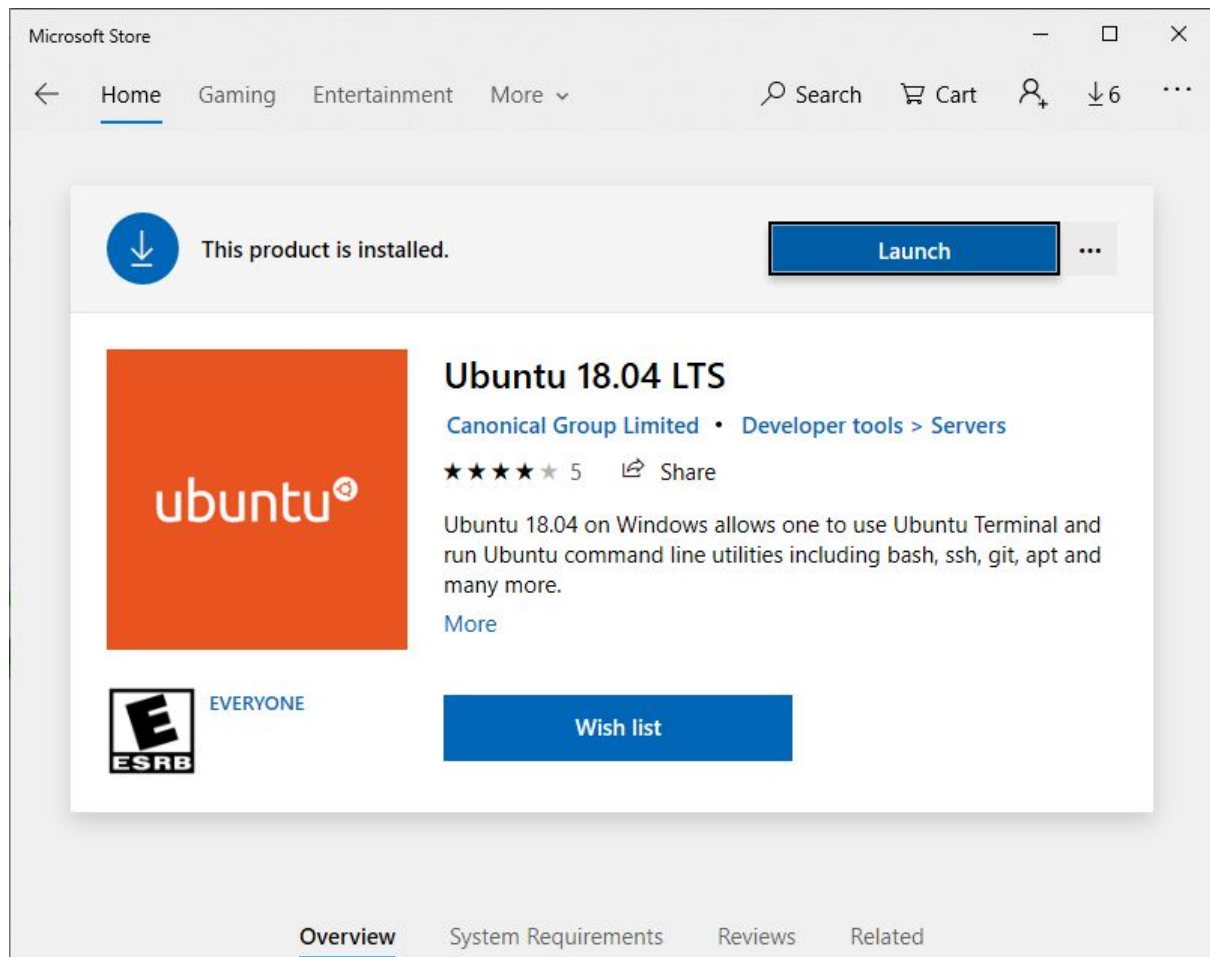 Microsoft Store
Home Gaming Entertainment More Search Cart 6 ...
This product is installed.
Launch ...
ubuntu
Ubuntu 18.04 LTS
Canonical Group Limited • Developer tools > Servers
★★★★★ 5 Share
Ubuntu 18.04 on Windows allows one to use Ubuntu Terminal and
run Ubuntu command line utilities including bash, ssh, git, apt and
many more.
More
E
ESRB
EVERYONE
Wish list
Overview System Requirements Reviews Related